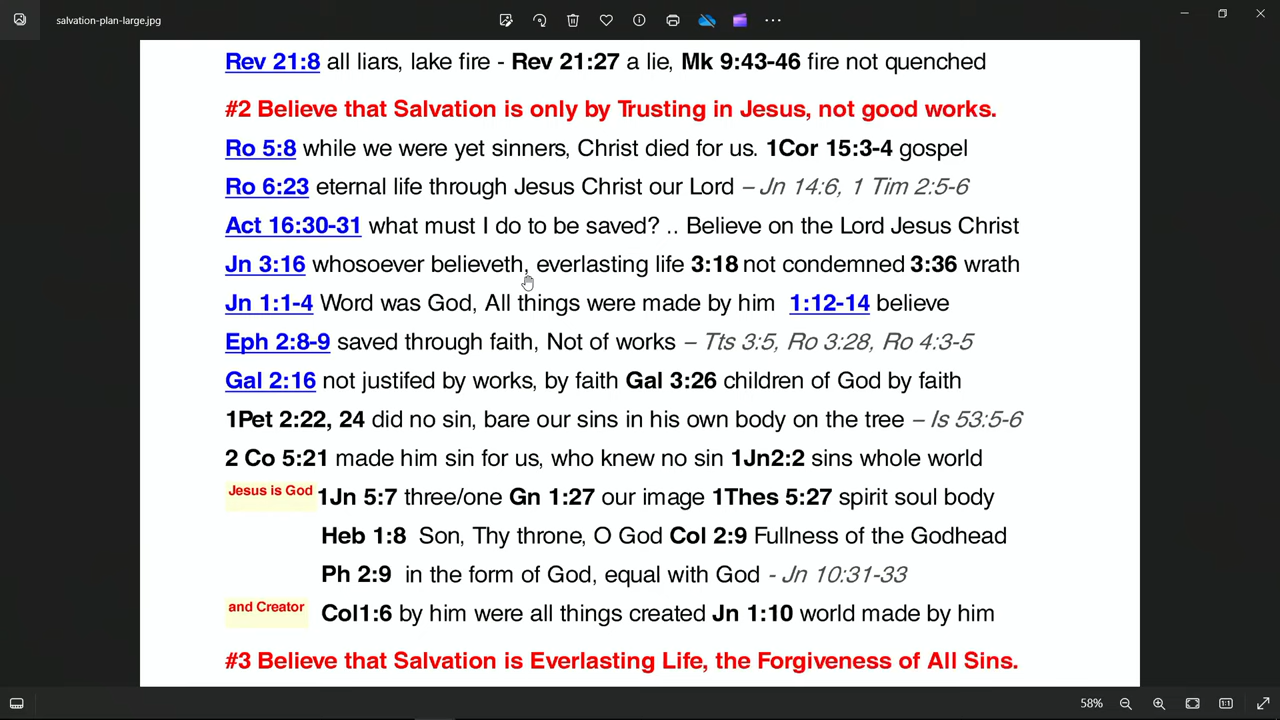 salvation-plan-large.jpg
Rev 21:8 all liars, lake fire - Rev 21:27 a lie, Mk 9:43-46 fire not quenched
#2 Believe that Salvation is only by Trusting in Jesus, not good works.
Ro 5:8 while we were yet sinners, Christ died for us. 1Cor 15:3-4 gospel
Ro 6:23 eternal life through Jesus Christ our Lord – Jn 14:6, 1 Tim 2:5-6
Act 16:30-31 what must I do to be saved? .. Believe on the Lord Jesus Christ
Jn 3:16 whosoever believeth, everlasting life 3:18 not condemned 3:36 wrath
Jn 1:1-4 Word was God, All things were made by him 1:12-14 believe
Eph 2:8-9 saved through faith, Not of works – Tts 3:5, Ro 3:28, Ro 4:3-5
Gal 2:16 not justifed by works, by faith Gal 3:26 children of God by faith
1Pet 2:22, 24 did no sin, bare our sins in his own body on the tree – Is 53:5-6
2 Co 5:21 made him sin for us, who knew no sin 1Jn2:2 sins whole world
Jesus is God 1Jn 5:7 three/one Gn 1:27 our image 1Thes 5:27 spirit soul body
Heb 1:8 Son, Thy throne, O God Col 2:9 Fullness of the Godhead
Ph 2:9 in the form of God, equal with God - Jn 10:31-33
and Creator Col1:6 by him were all things created Jn 1:10 world made by him
#3 Believe that Salvation is Everlasting Life, the Forgiveness of All Sins.
58%